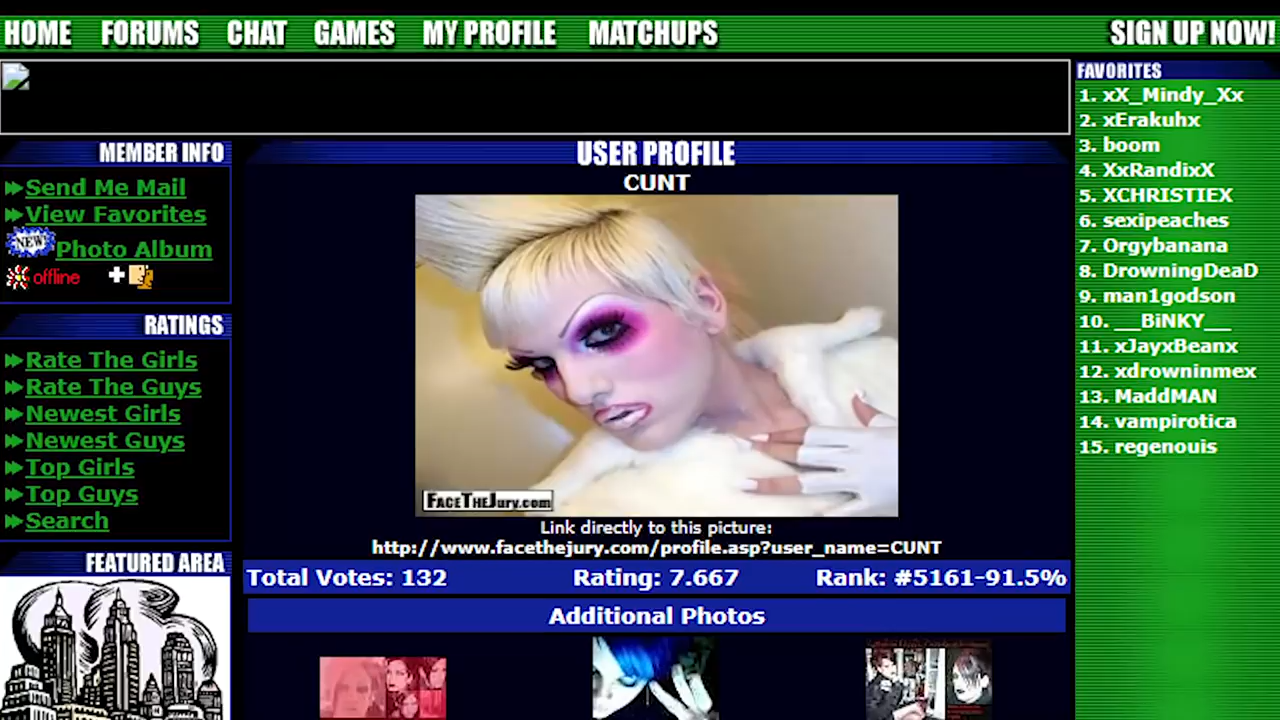 HOME FORUMS CHAT GAMES MY PROFILE MATCHUPS SIGN UP NOW!
MEMBER INFO
Send Me Mail
View Favorites
NEW! Photo Album
offline
RATINGS
Rate The Girls
Rate The Guys
Newest Girls
Newest Guys
Top Girls
Top Guys
Search
FEATURED AREA
USER PROFILE
CUNT
FACETHEJURY.COM
Link directly to this picture:
http://www.facethejury.com/profile.asp?user_name=CUNT
Total Votes: 132 Rating: 7.667 Rank: #5161-91.5%
Additional Photos
FAVORITES
1. xX_Mindy_Xx
2. xErakuhx
3. boom
4. XxRandixX
5. XCHRISTIEX
6. sexipeaches
7. Orgybanana
8. DrowningDeaD
9. man1godson
10. __BiNKY__
11. xJayxBeanx
12. xdrowninmex
13. MaddMAN
14. vampirotica
15. regenouis